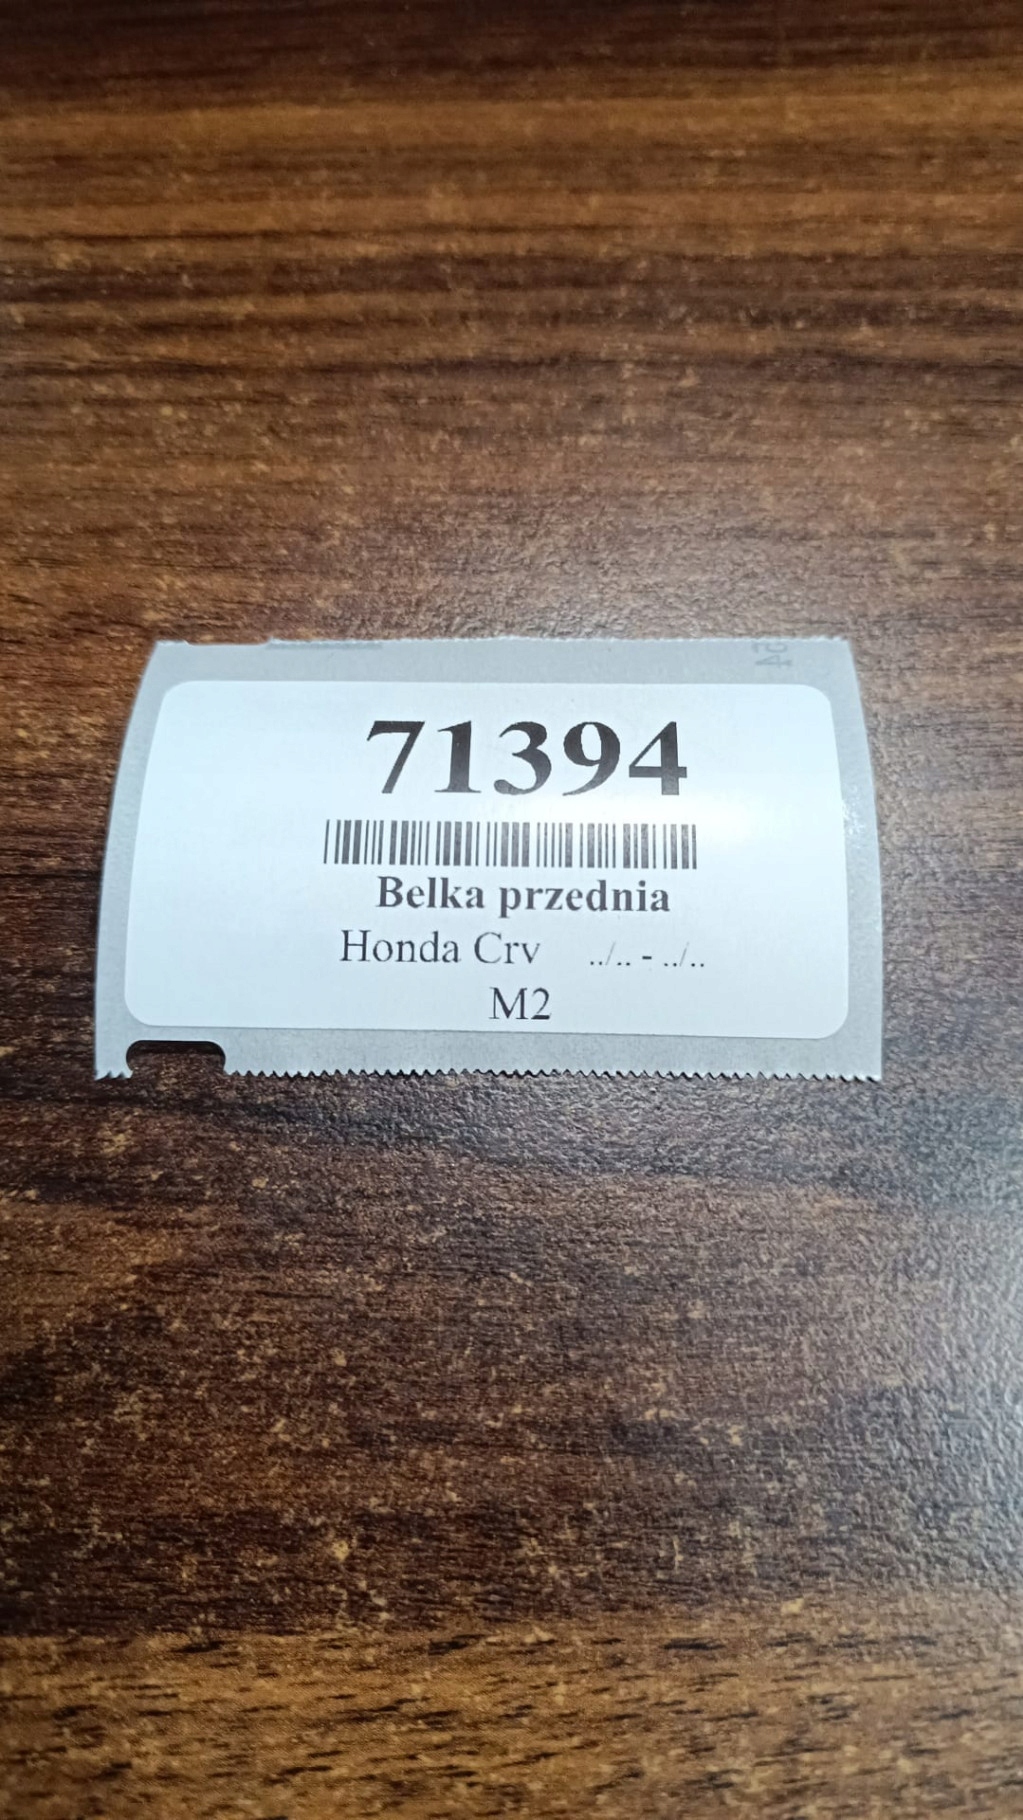 71394
Belka przednia
Honda Crv ../.. - ../..
M2